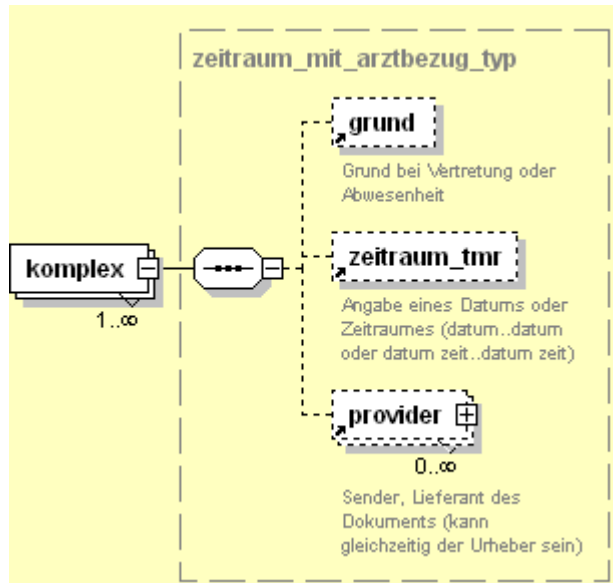 zeitraum_mit_arztbezug_typ
grund
Grund bei Vertretung oder
Abwesenheit
komplex
1..∞
zeitraum_tmr
Angabe eines Datums oder
Zeitraumes (datum..datum
oder datum zeit..datum zeit)
provider
0..∞
Sender, Lieferant des
Dokuments (kann
gleichzeitig der Urheber sein)